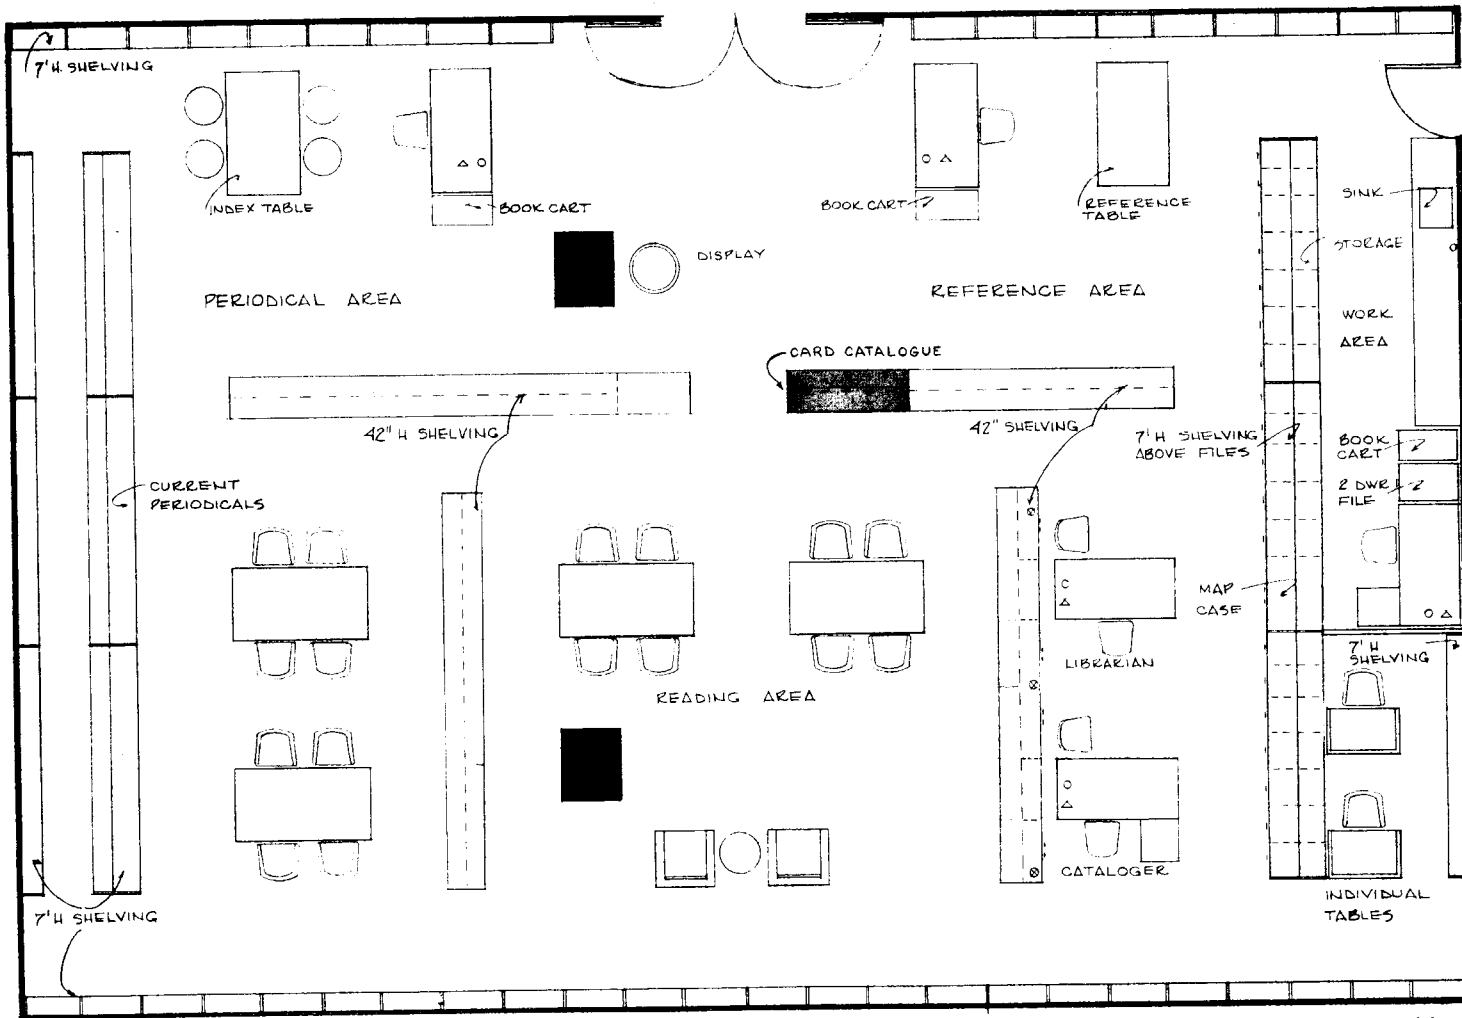 7'H. SHELVING
INDEX TABLE
BOOK CART
BOOK CART
REFERENCE
TABLE
SINK
STORAGE
DISPLAY
PERIODICAL AREA
REFERENCE AREA
WORK
AREA
CARD CATALOGUE
42" H SHELVING
42" SHELVING
7' H SHELVING
ABOVE FILES
BOOK
CART
2 DWR
FILE
CURRENT
PERIODICALS
MAP
CASE
LIBRARIAN
7' H
SHELVING
READING AREA
CATALOGER
INDIVIDUAL
TABLES
7'H SHELVING